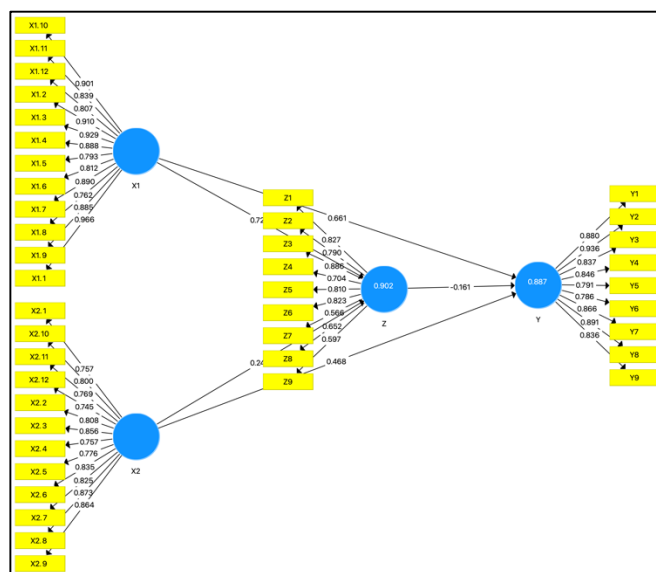 X1.10
X1.11
X1.12
X1.2
X1.3
X1.4
X1.5
X1.6
X1.7
X1.8
X1.9
X1.1
0.901
0.839
0.807
0.910
0.929
0.888
0.793
0.812
0.890
0.762
0.885
0.966
X1
X2.1
X2.10
X2.11
X2.12
X2.2
X2.3
X2.4
X2.5
X2.6
X2.7
X2.8
X2.9
0.757
0.800
0.769
0.745
0.808
0.856
0.757
0.776
0.835
0.825
0.873
0.864
X2
Z1
Z2
Z3
Z4
Z5
Z6
Z7
Z8
Z9
0.827
0.790
0.886
0.704
0.810
0.823
0.566
0.652
0.597
0.902
Z
0.661
-0.161
0.468
0.887
Y
0.880
0.936
0.837
0.846
0.791
0.786
0.866
0.891
0.836
Y1
Y2
Y3
Y4
Y5
Y6
Y7
Y8
Y9